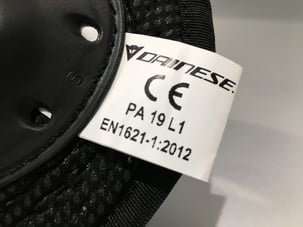 DAINESE
CE
PA 19 L1
EN1621-1:2012